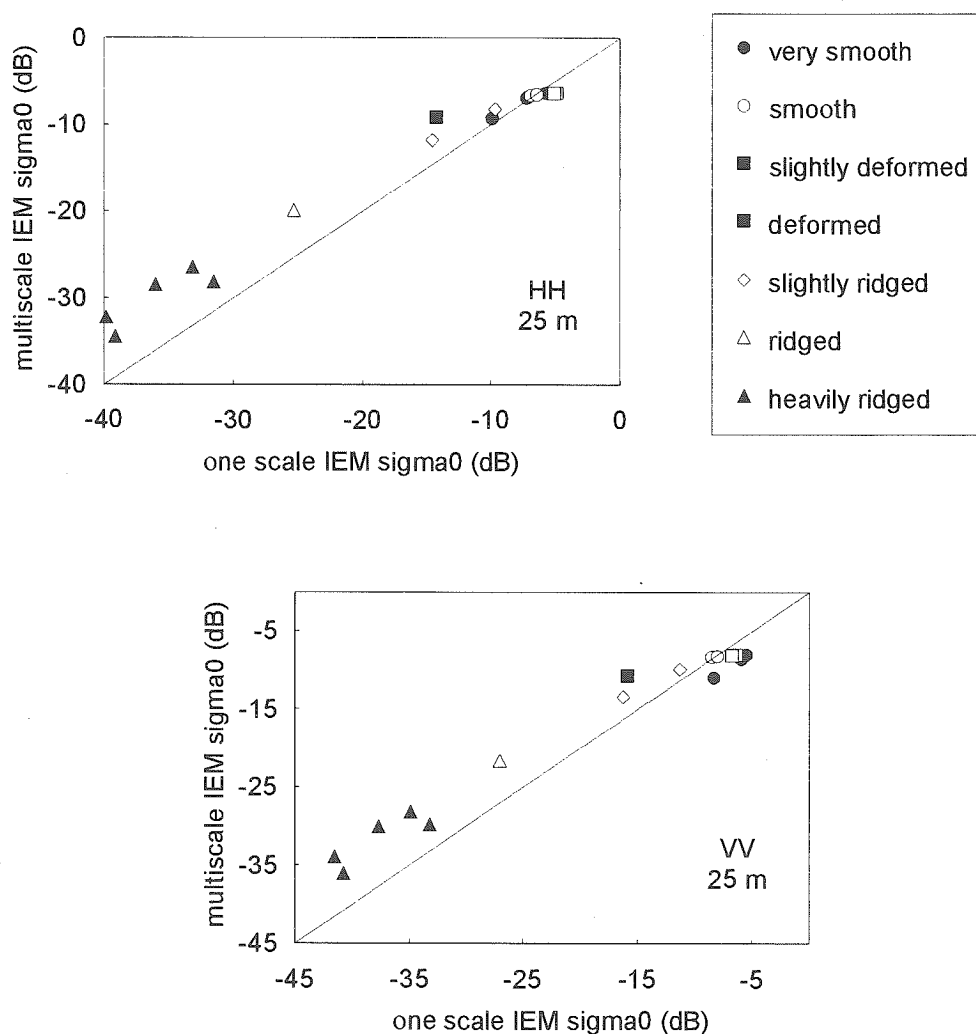 0
-10
-20
-30
-40
multiscale IEM sigma0 (dB)
HH
25 m
-40 -30 -20 -10 0
one scale IEM sigma0 (dB)
very smooth
smooth
slightly deformed
deformed
slightly ridged
ridged
heavily ridged
-5
-15
-25
-35
-45
multiscale IEM sigma0 (dB)
VV
25 m
-45 -35 -25 -15 -5
one scale IEM sigma0 (dB)